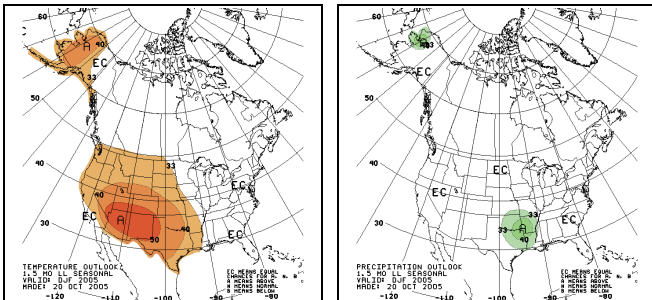 60
A
40
EC
33
50
40
33
40
EC
EC
A
40
EC
30
50
TEMPERATURE OUTLOOK
1.5 MO LL SEASONAL
VALID: DJF 2005
MADE: 20 OCT 2005
EC MEANS EQUAL
CHANCES FOR A, N, B
A MEANS ABOVE
N MEANS NORMAL
B MEANS BELOW
-120
-110
-100
-90
-80
60
A
EC
50
40
EC
EC
EC
33
A
EC
33
40
30
PRECIPITATION OUTLOOK
1.5 MO LL SEASONAL
VALID: DJF 2005
MADE: 20 OCT 2005
EC MEANS EQUAL
CHANCES FOR A, N, B
A MEANS ABOVE
N MEANS NORMAL
B MEANS BELOW
-120
-110
-100
-90
-80